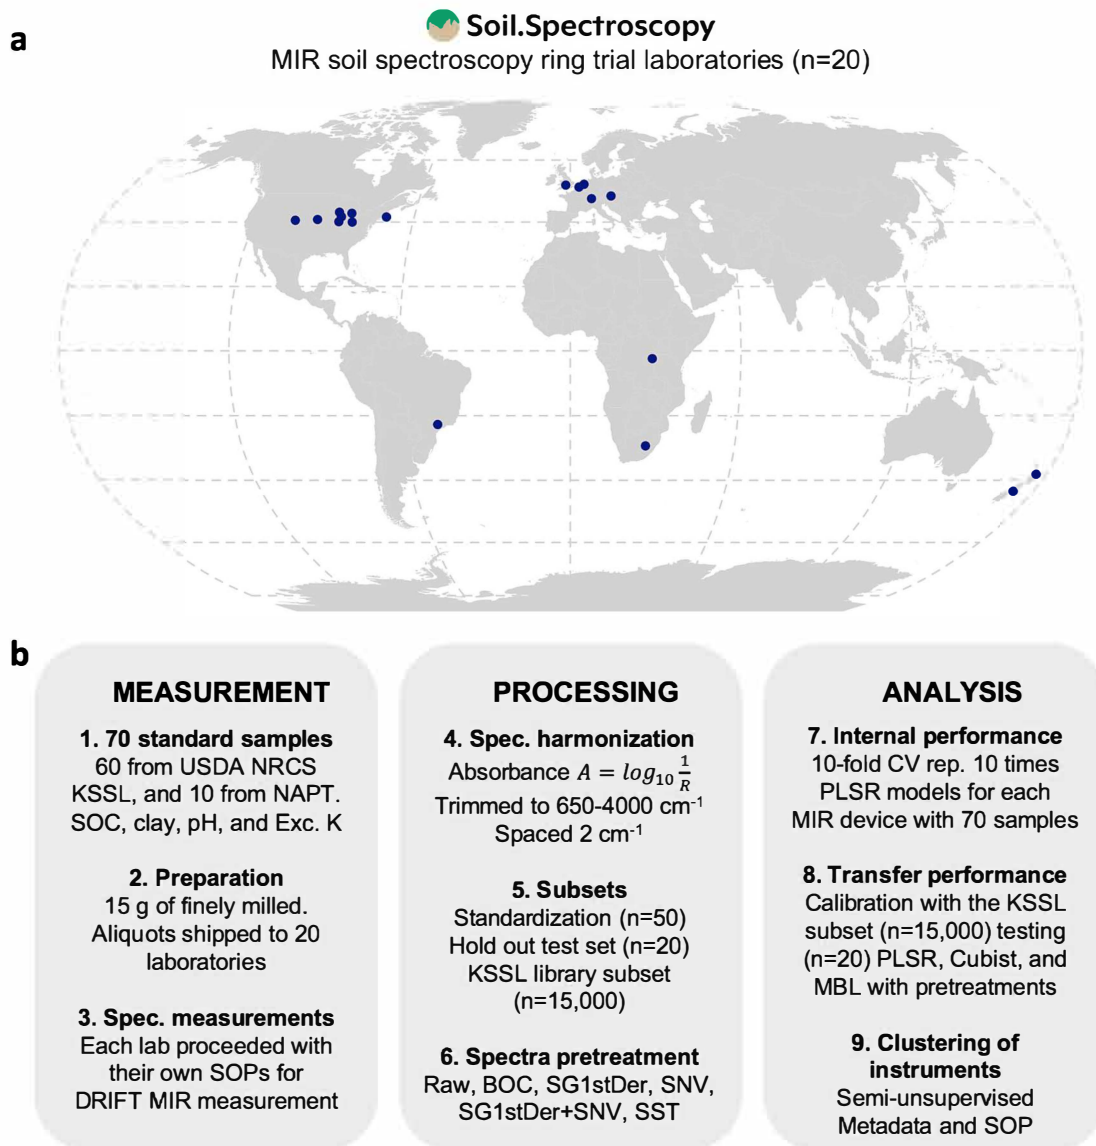 a
Soil.Spectroscopy
MIR soil spectroscopy ring trial laboratories (n=20)
b
MEASUREMENT
1. 70 standard samples
60 from USDA NRCS
KSSL, and 10 from NAPT.
SOC, clay, pH, and Exc. K
2. Preparation
15 g of finely milled.
Aliquots shipped to 20
laboratories
3. Spec. measurements
Each lab proceeded with
their own SOPs for
DRIFT MIR measurement
PROCESSING
4. Spec. harmonization
Absorbance A = log₁₀ 1/R
Trimmed to 650-4000 cm⁻¹
Spaced 2 cm⁻¹
5. Subsets
Standardization (n=50)
Hold out test set (n=20)
KSSL library subset
(n=15,000)
6. Spectra pretreatment
Raw, BOC, SG1stDer, SNV,
SG1stDer+SNV, SST
ANALYSIS
7. Internal performance
10-fold CV rep. 10 times
PLSR models for each
MIR device with 70 samples
8. Transfer performance
Calibration with the KSSL
subset (n=15,000) testing
(n=20) PLSR, Cubist, and
MBL with pretreatments
9. Clustering of
instruments
Semi-unsupervised
Metadata and SOP